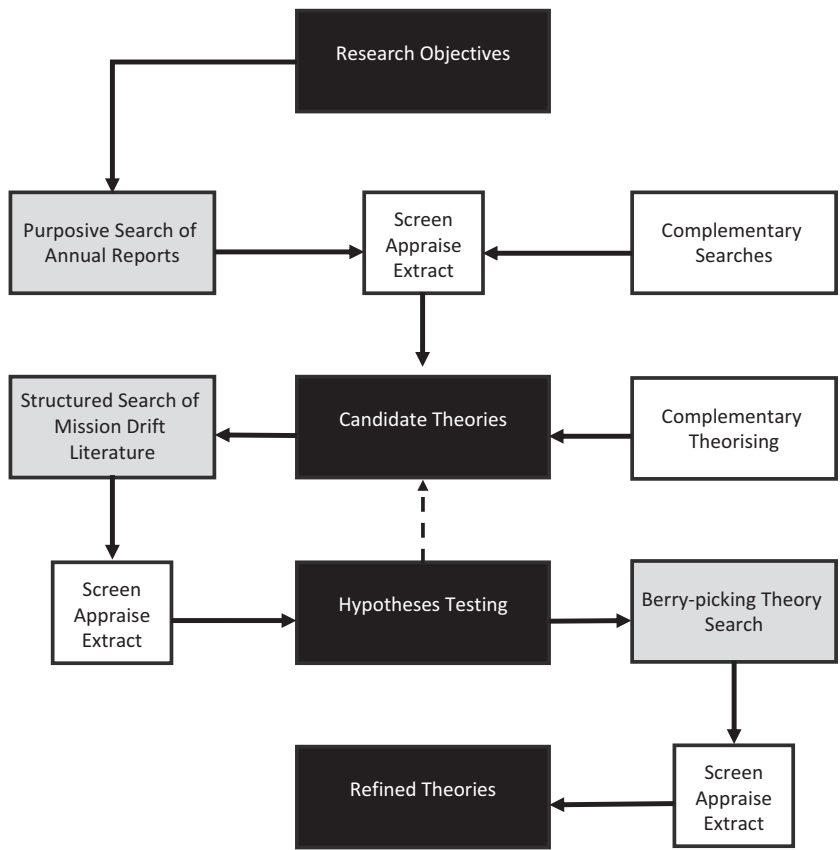 Research Objectives
Purposive Search of
Annual Reports
Screen
Appraise
Extract
Complementary
Searches
Structured Search of
Mission Drift
Literature
Candidate Theories
Complementary
Theorising
Screen
Appraise
Extract
Hypotheses Testing
Berry-picking Theory
Search
Refined Theories
Screen
Appraise
Extract